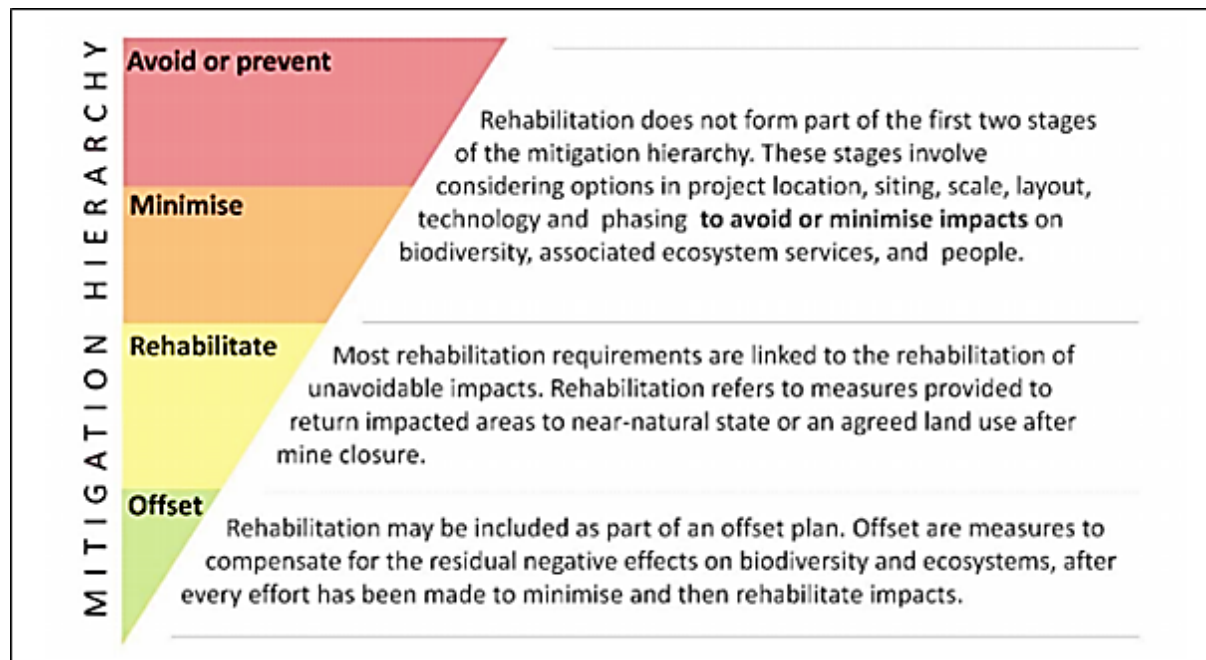 MITIGATION HIERARCHY
Avoid or prevent
Rehabilitation does not form part of the first two stages
of the mitigation hierarchy. These stages involve
considering options in project location, siting, scale, layout,
technology and phasing to avoid or minimise impacts on
biodiversity, associated ecosystem services, and people.
Minimise
Rehabilitate
Most rehabilitation requirements are linked to the rehabilitation of
unavoidable impacts. Rehabilitation refers to measures provided to
return impacted areas to near-natural state or an agreed land use after
mine closure.
Offset
Rehabilitation may be included as part of an offset plan. Offset are measures to
compensate for the residual negative effects on biodiversity and ecosystems, after
every effort has been made to minimise and then rehabilitate impacts.